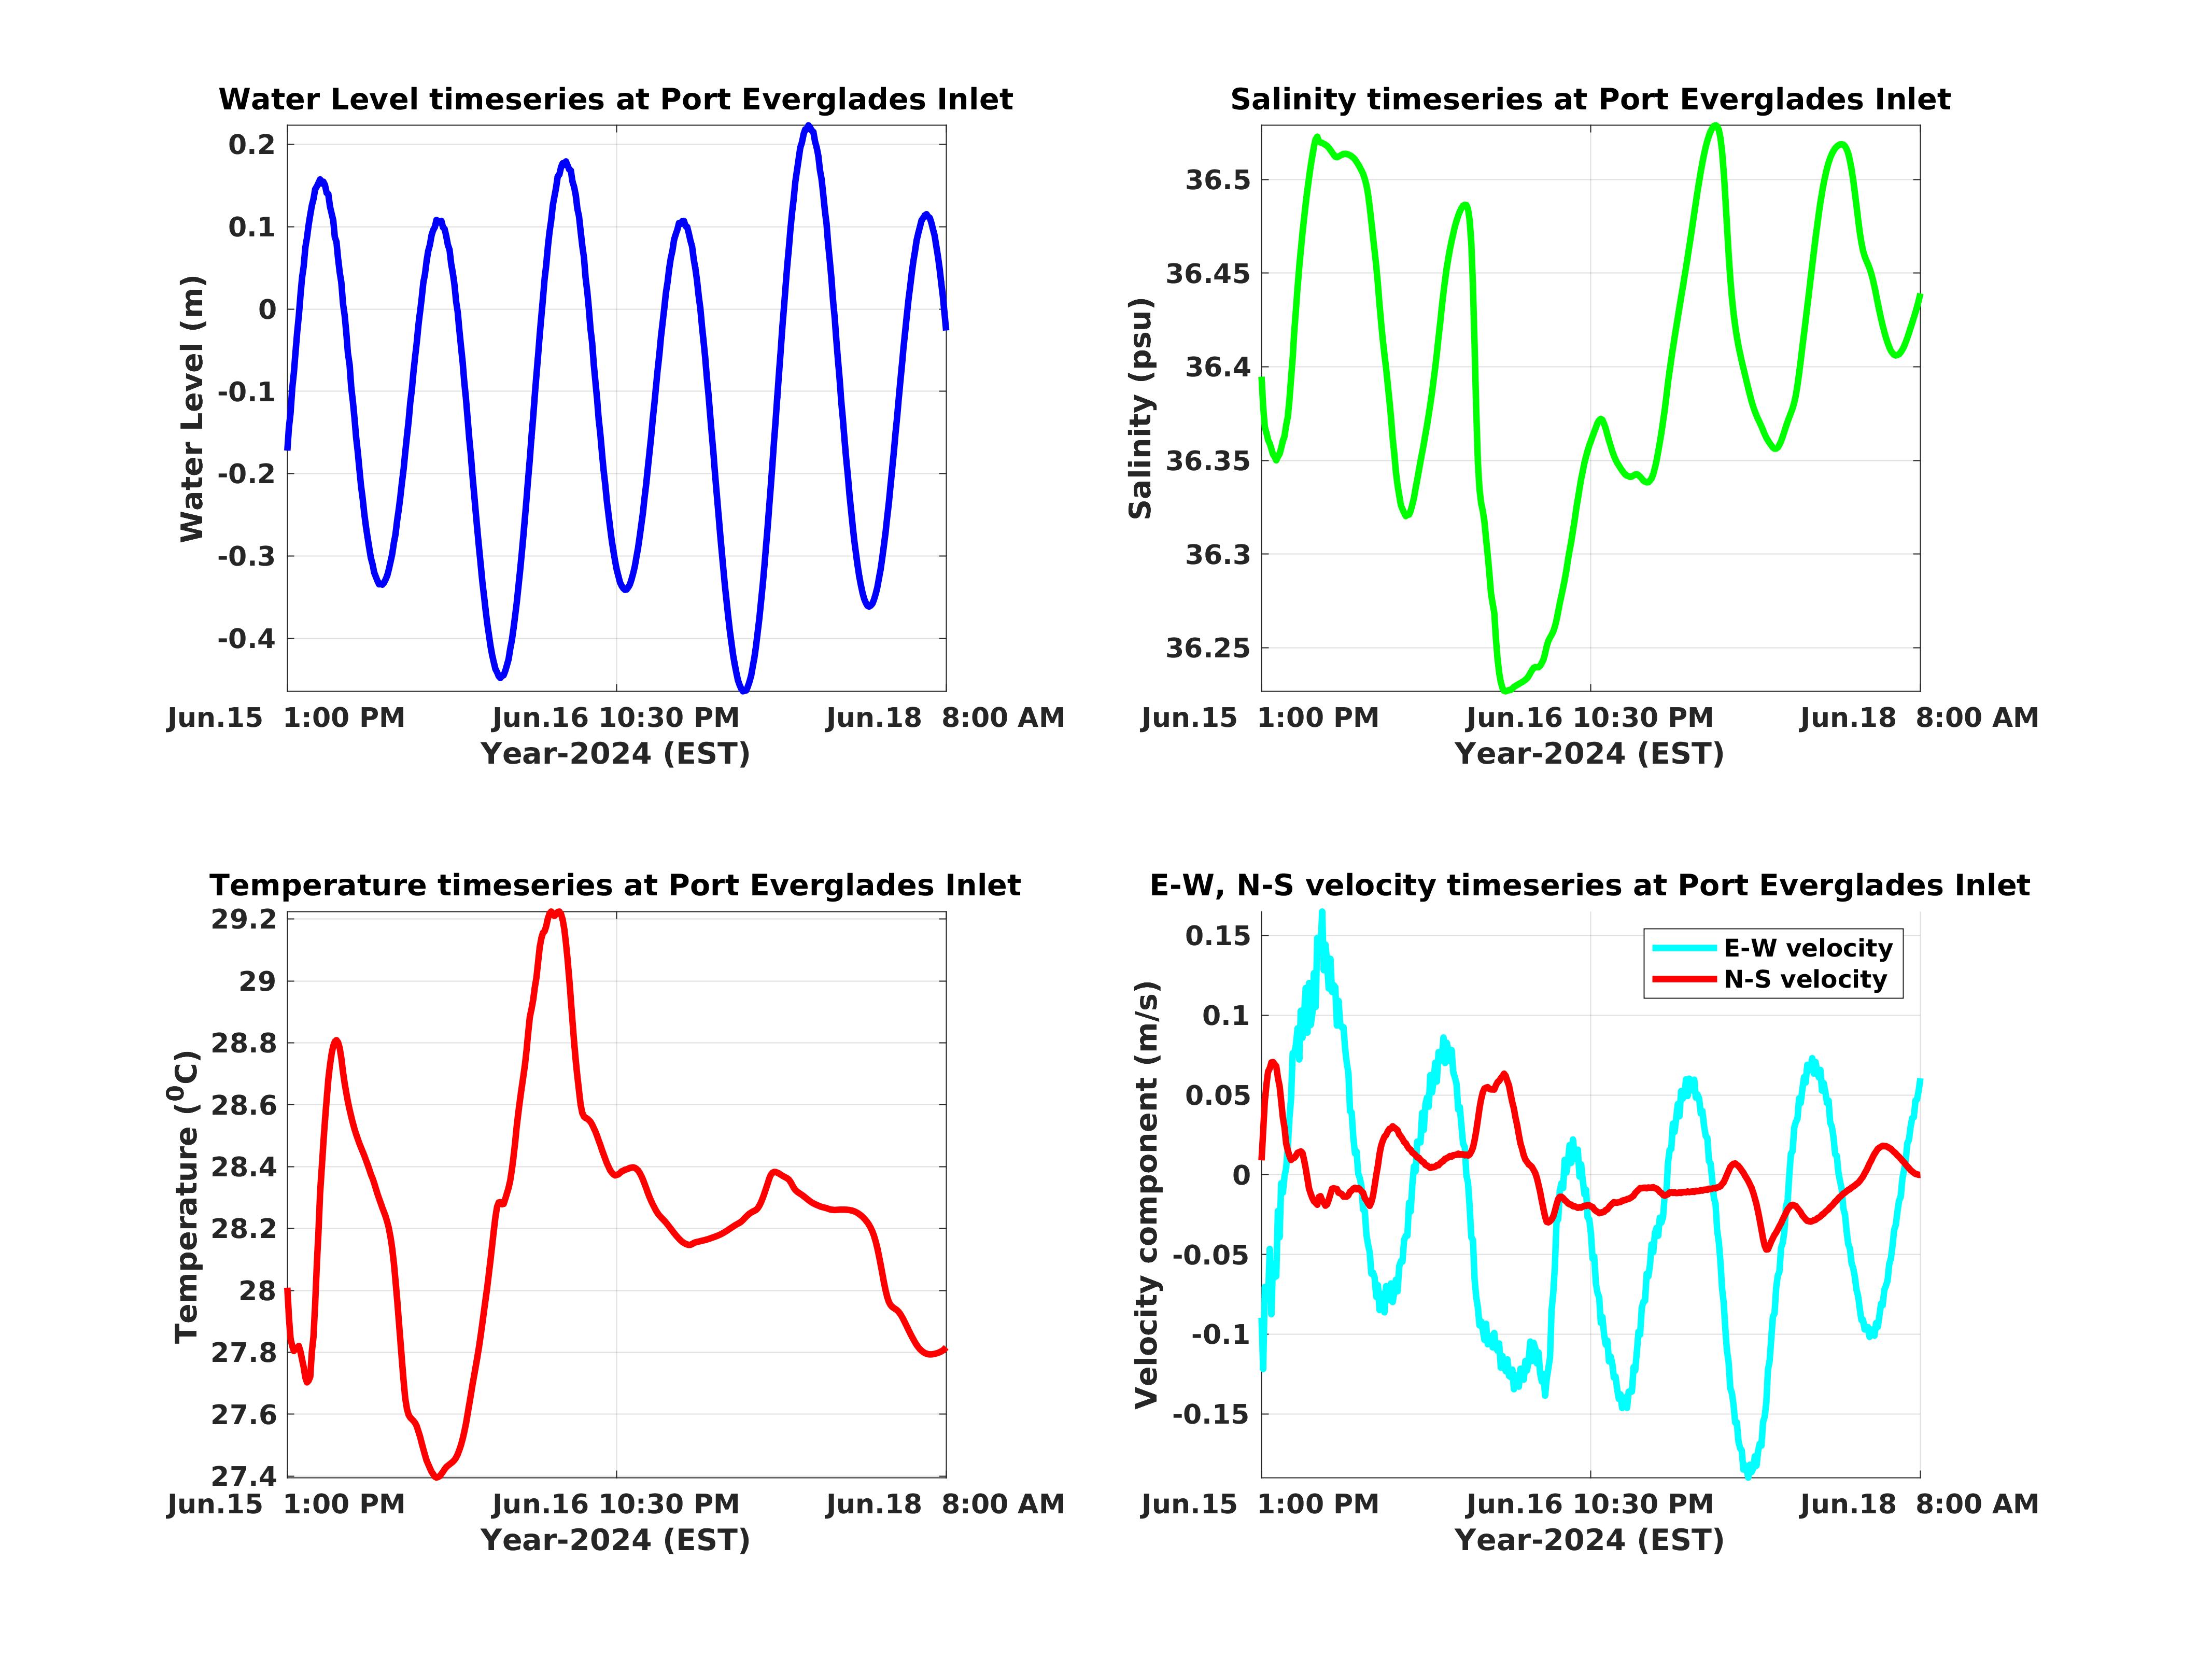 Water Level timeseries at Port Everglades Inlet
Water Level (m)
0.2
0.1
0
-0.1
-0.2
-0.3
-0.4
Jun.15 1:00 PM Jun.16 10:30 PM Jun.18 8:00 AM
Year-2024 (EST)
Salinity timeseries at Port Everglades Inlet
Salinity (psu)
36.5
36.45
36.4
36.35
36.3
36.25
Jun.15 1:00 PM Jun.16 10:30 PM Jun.18 8:00 AM
Year-2024 (EST)
Temperature timeseries at Port Everglades Inlet
Temperature (⁰C)
29.2
29
28.8
28.6
28.4
28.2
28
27.8
27.6
27.4
Jun.15 1:00 PM Jun.16 10:30 PM Jun.18 8:00 AM
Year-2024 (EST)
E-W, N-S velocity timeseries at Port Everglades Inlet
Velocity component (m/s)
0.15
0.1
0.05
0
-0.05
-0.1
-0.15
E-W velocity
N-S velocity
Jun.15 1:00 PM Jun.16 10:30 PM Jun.18 8:00 AM
Year-2024 (EST)